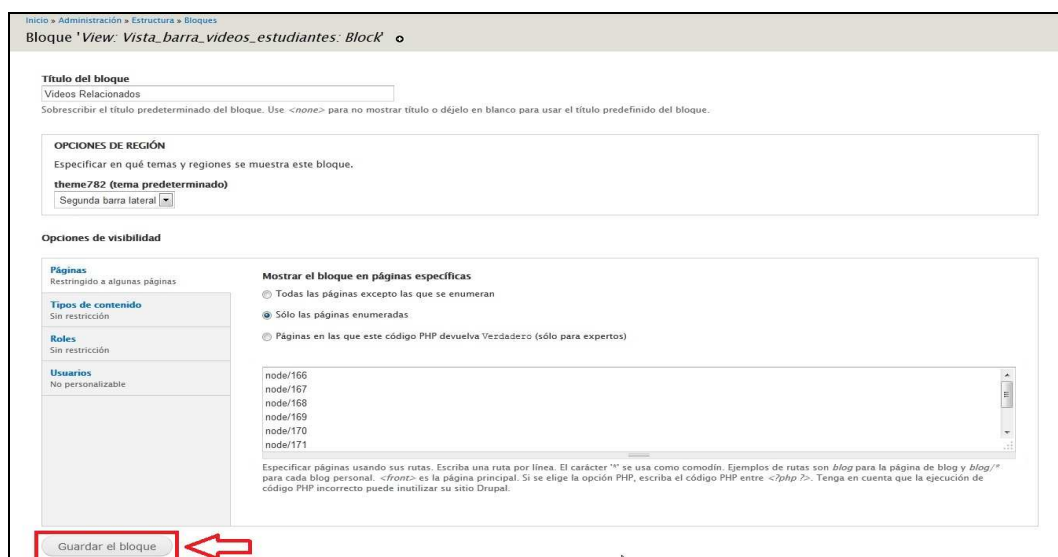 Inicio » Administración » Estructura » Bloques
Bloque 'View: Vista_barra_videos_estudiantes: Block'
Título del bloque
Videos Relacionados
Sobrescribir el título predeterminado del bloque. Use <none> para no mostrar título o déjelo en blanco para usar el título predefinido del bloque.
OPCIONES DE REGIÓN
Especificar en qué temas y regiones se muestra este bloque.
theme782 (tema predeterminado)
Segunda barra lateral
Opciones de visibilidad
Páginas
Restringido a algunas páginas
Tipos de contenido
Sin restricción
Roles
Sin restricción
Usuarios
No personalizable
Mostrar el bloque en páginas específicas
Todas las páginas excepto las que se enumeran
Sólo las páginas enumeradas
Páginas en las que este código PHP devuelva Verdadero (sólo para expertos)
node/166
node/167
node/168
node/169
node/170
node/171
Especificar páginas usando sus rutas. Escriba una ruta por línea. El carácter '*' se usa como comodín. Ejemplos de rutas son blog para la página de blog y blog/*
para cada blog personal. <front> es la página principal. Si se elige la opción PHP, escriba el código PHP entre <?php ?>. Tenga en cuenta que la ejecución de
código PHP incorrecto puede inutilizar su sitio Drupal.
Guardar el bloque